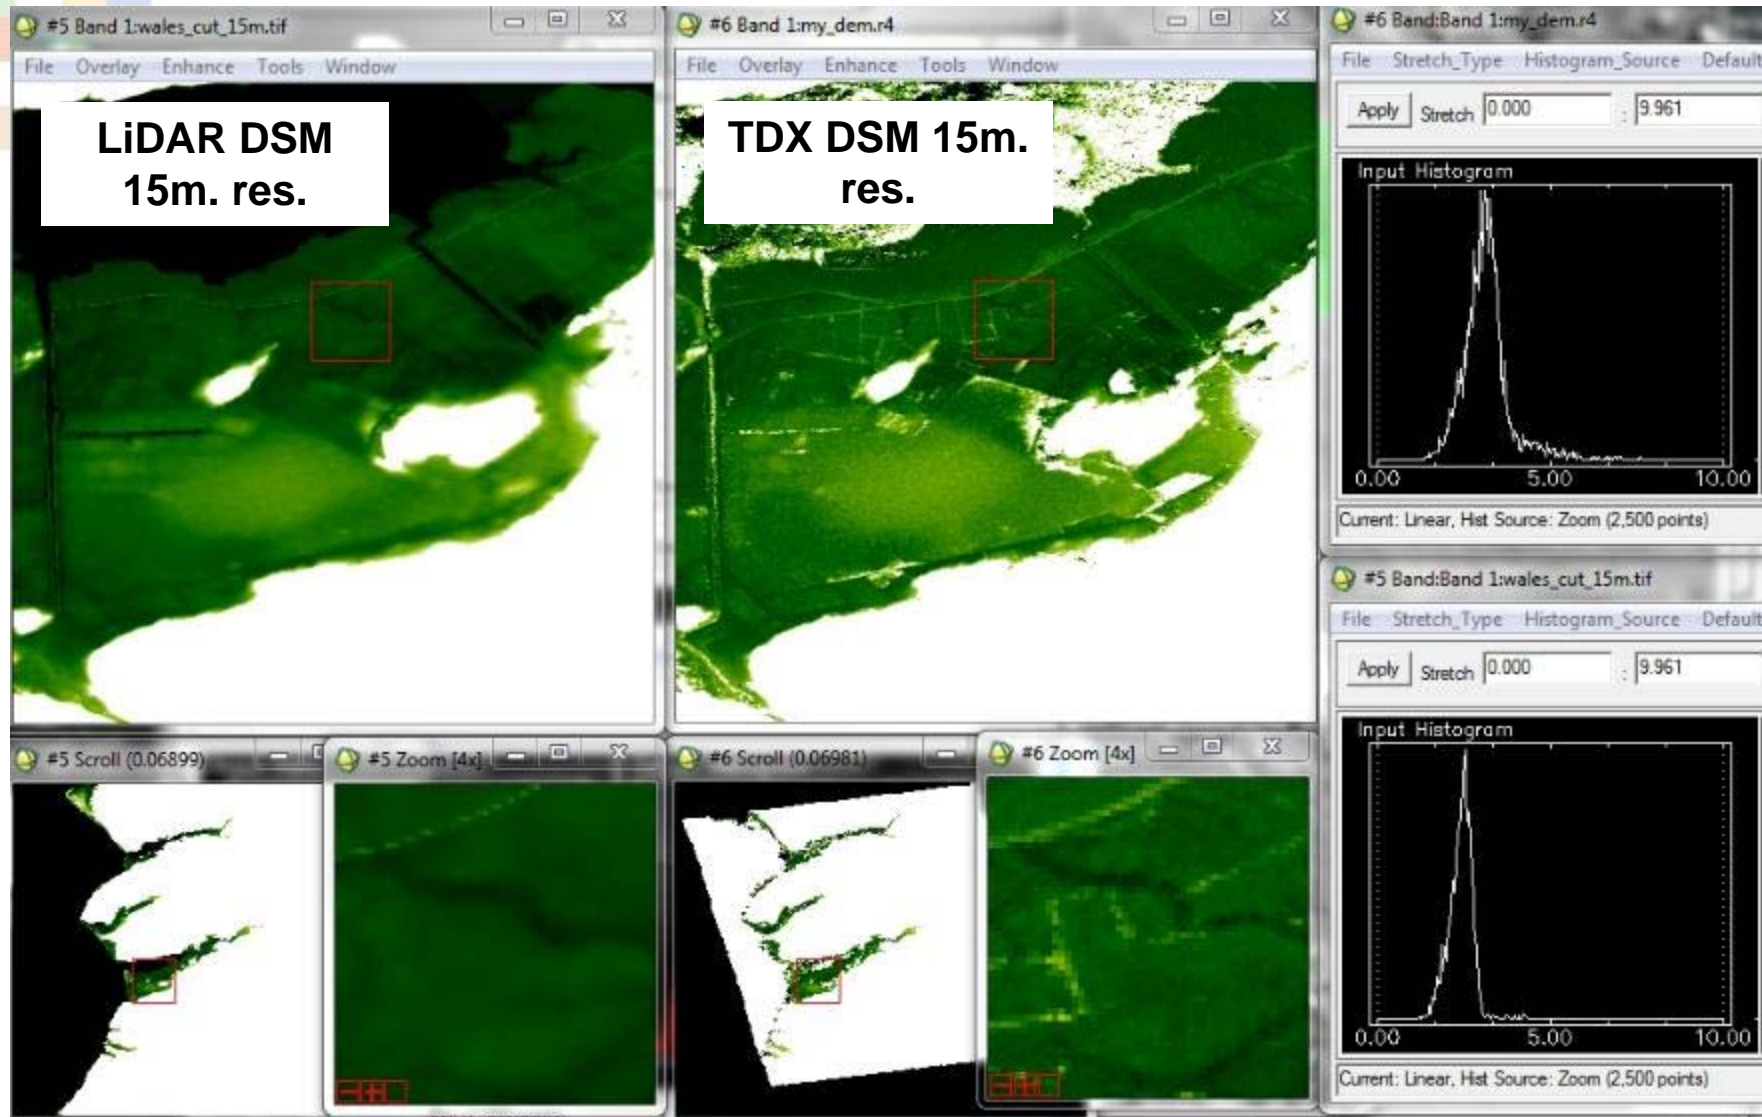 #5 Band 1:wales_cut_15m.tif
File Overlay Enhance Tools Window
LiDAR DSM
15m. res.
#6 Band 1:my_dem.r4
File Overlay Enhance Tools Window
TDX DSM 15m.
res.
#6 Band:Band 1:my_dem.r4
File Stretch_Type Histogram_Source Default
Apply Stretch 0.000 : 9.961
Input Histogram
0.00 5.00 10.00
Current: Linear, Hist Source: Zoom (2,500 points)
#5 Band:Band 1:wales_cut_15m.tif
File Stretch_Type Histogram_Source Default
Apply Stretch 0.000 : 9.961
Input Histogram
0.00 5.00 10.00
Current: Linear, Hist Source: Zoom (2,500 points)
#5 Scroll (0.06899)
#5 Zoom [4x]
#6 Scroll (0.06981)
#6 Zoom [4x]